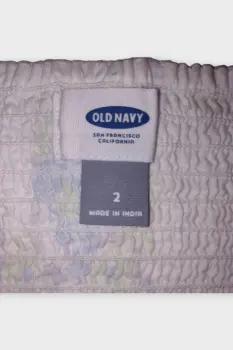 OLD NAVY
SAN FRANCISCO
CALIFORNIA
2
MADE IN INDIA